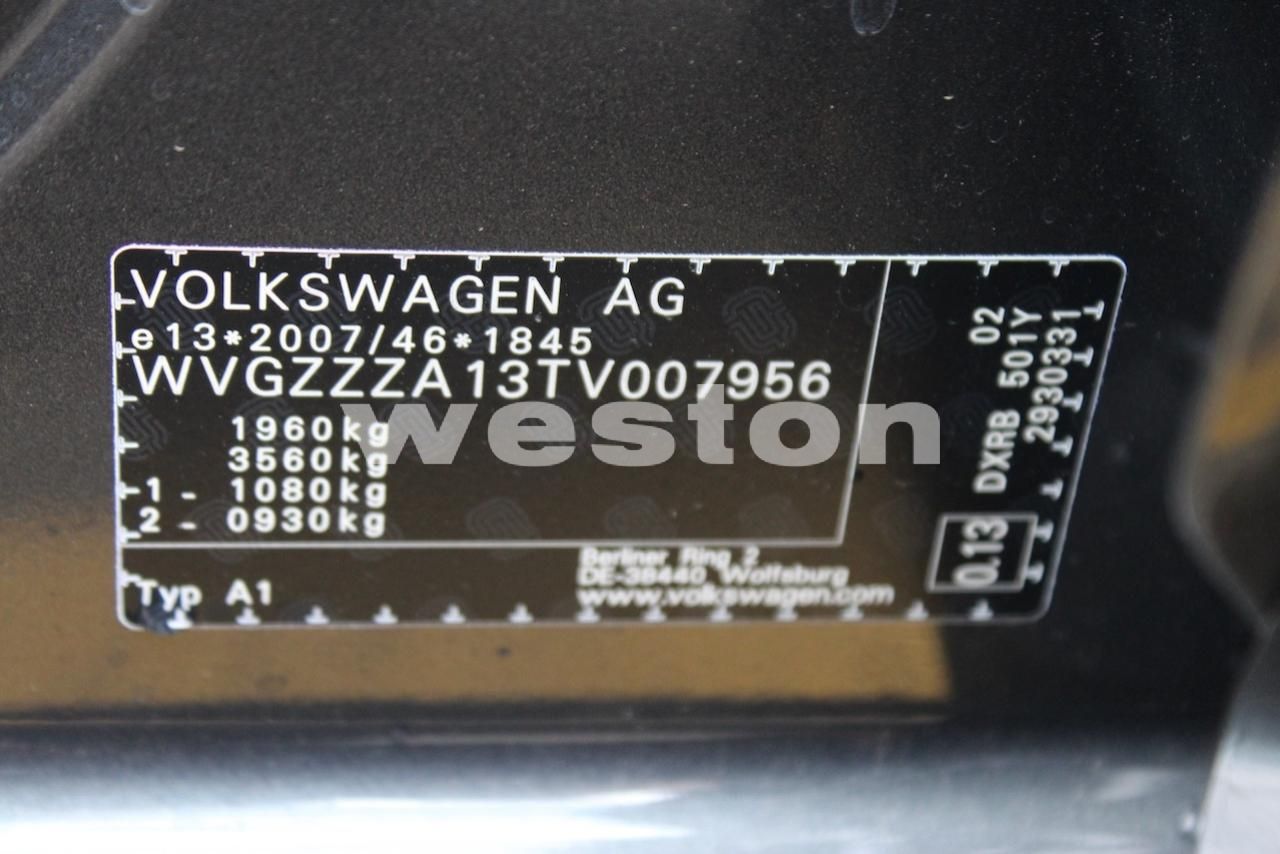 VOLKSWAGEN AG
e13*2007/46*1845
WVGZZZA13TV007956
1960kg
3560kg
1 - 1080kg
2 - 0930kg
Typ A1
Berliner Ring 2
DE-38440 Wolfsburg
www.volkswagen.com
02
DXRB 501Y
2930331
0.13
weston